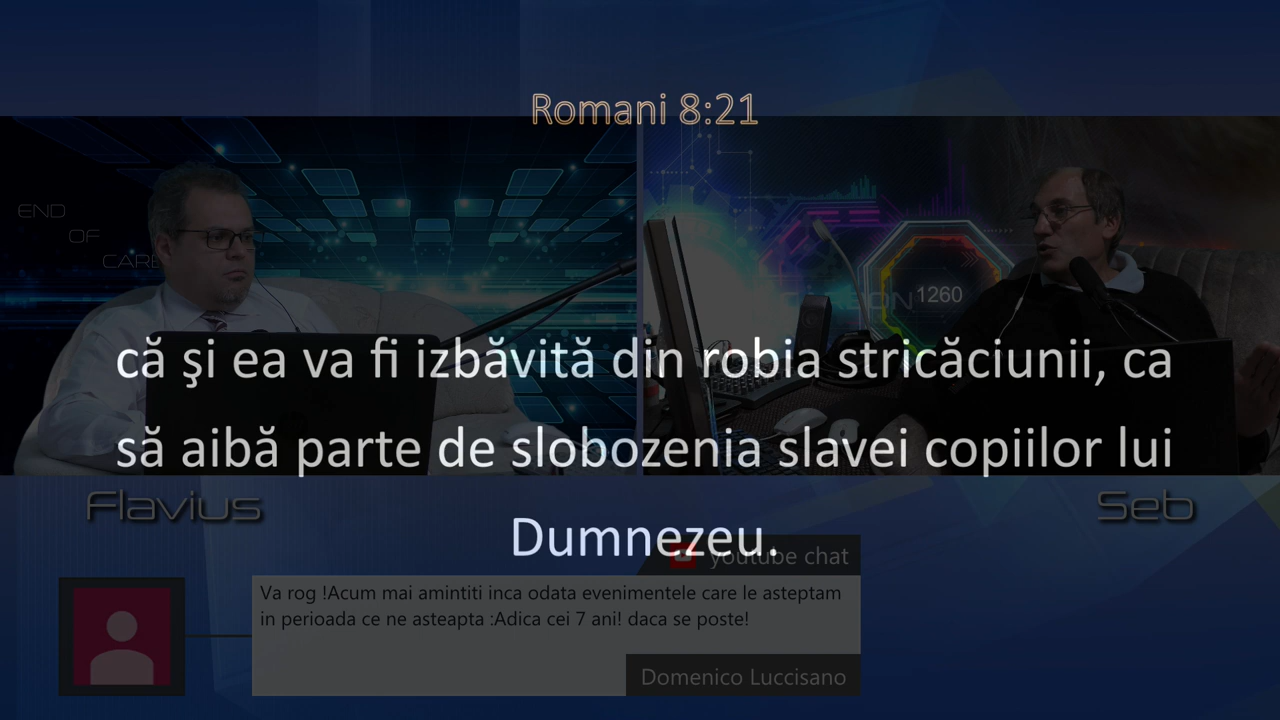 Romani 8:21
END
OF
1260
că şi ea va fi izbăvită din robia stricăciunii, ca
să aibă parte de slobozenia slavei copiilor lui
Dumnezeu.
Flavius
Seb
youtube chat
Va rog !Acum mai amintiti inca odata evenimentele care le asteptam
in perioada ce ne asteapta :Adica cei 7 ani! daca se poste!
Domenico Luccisano